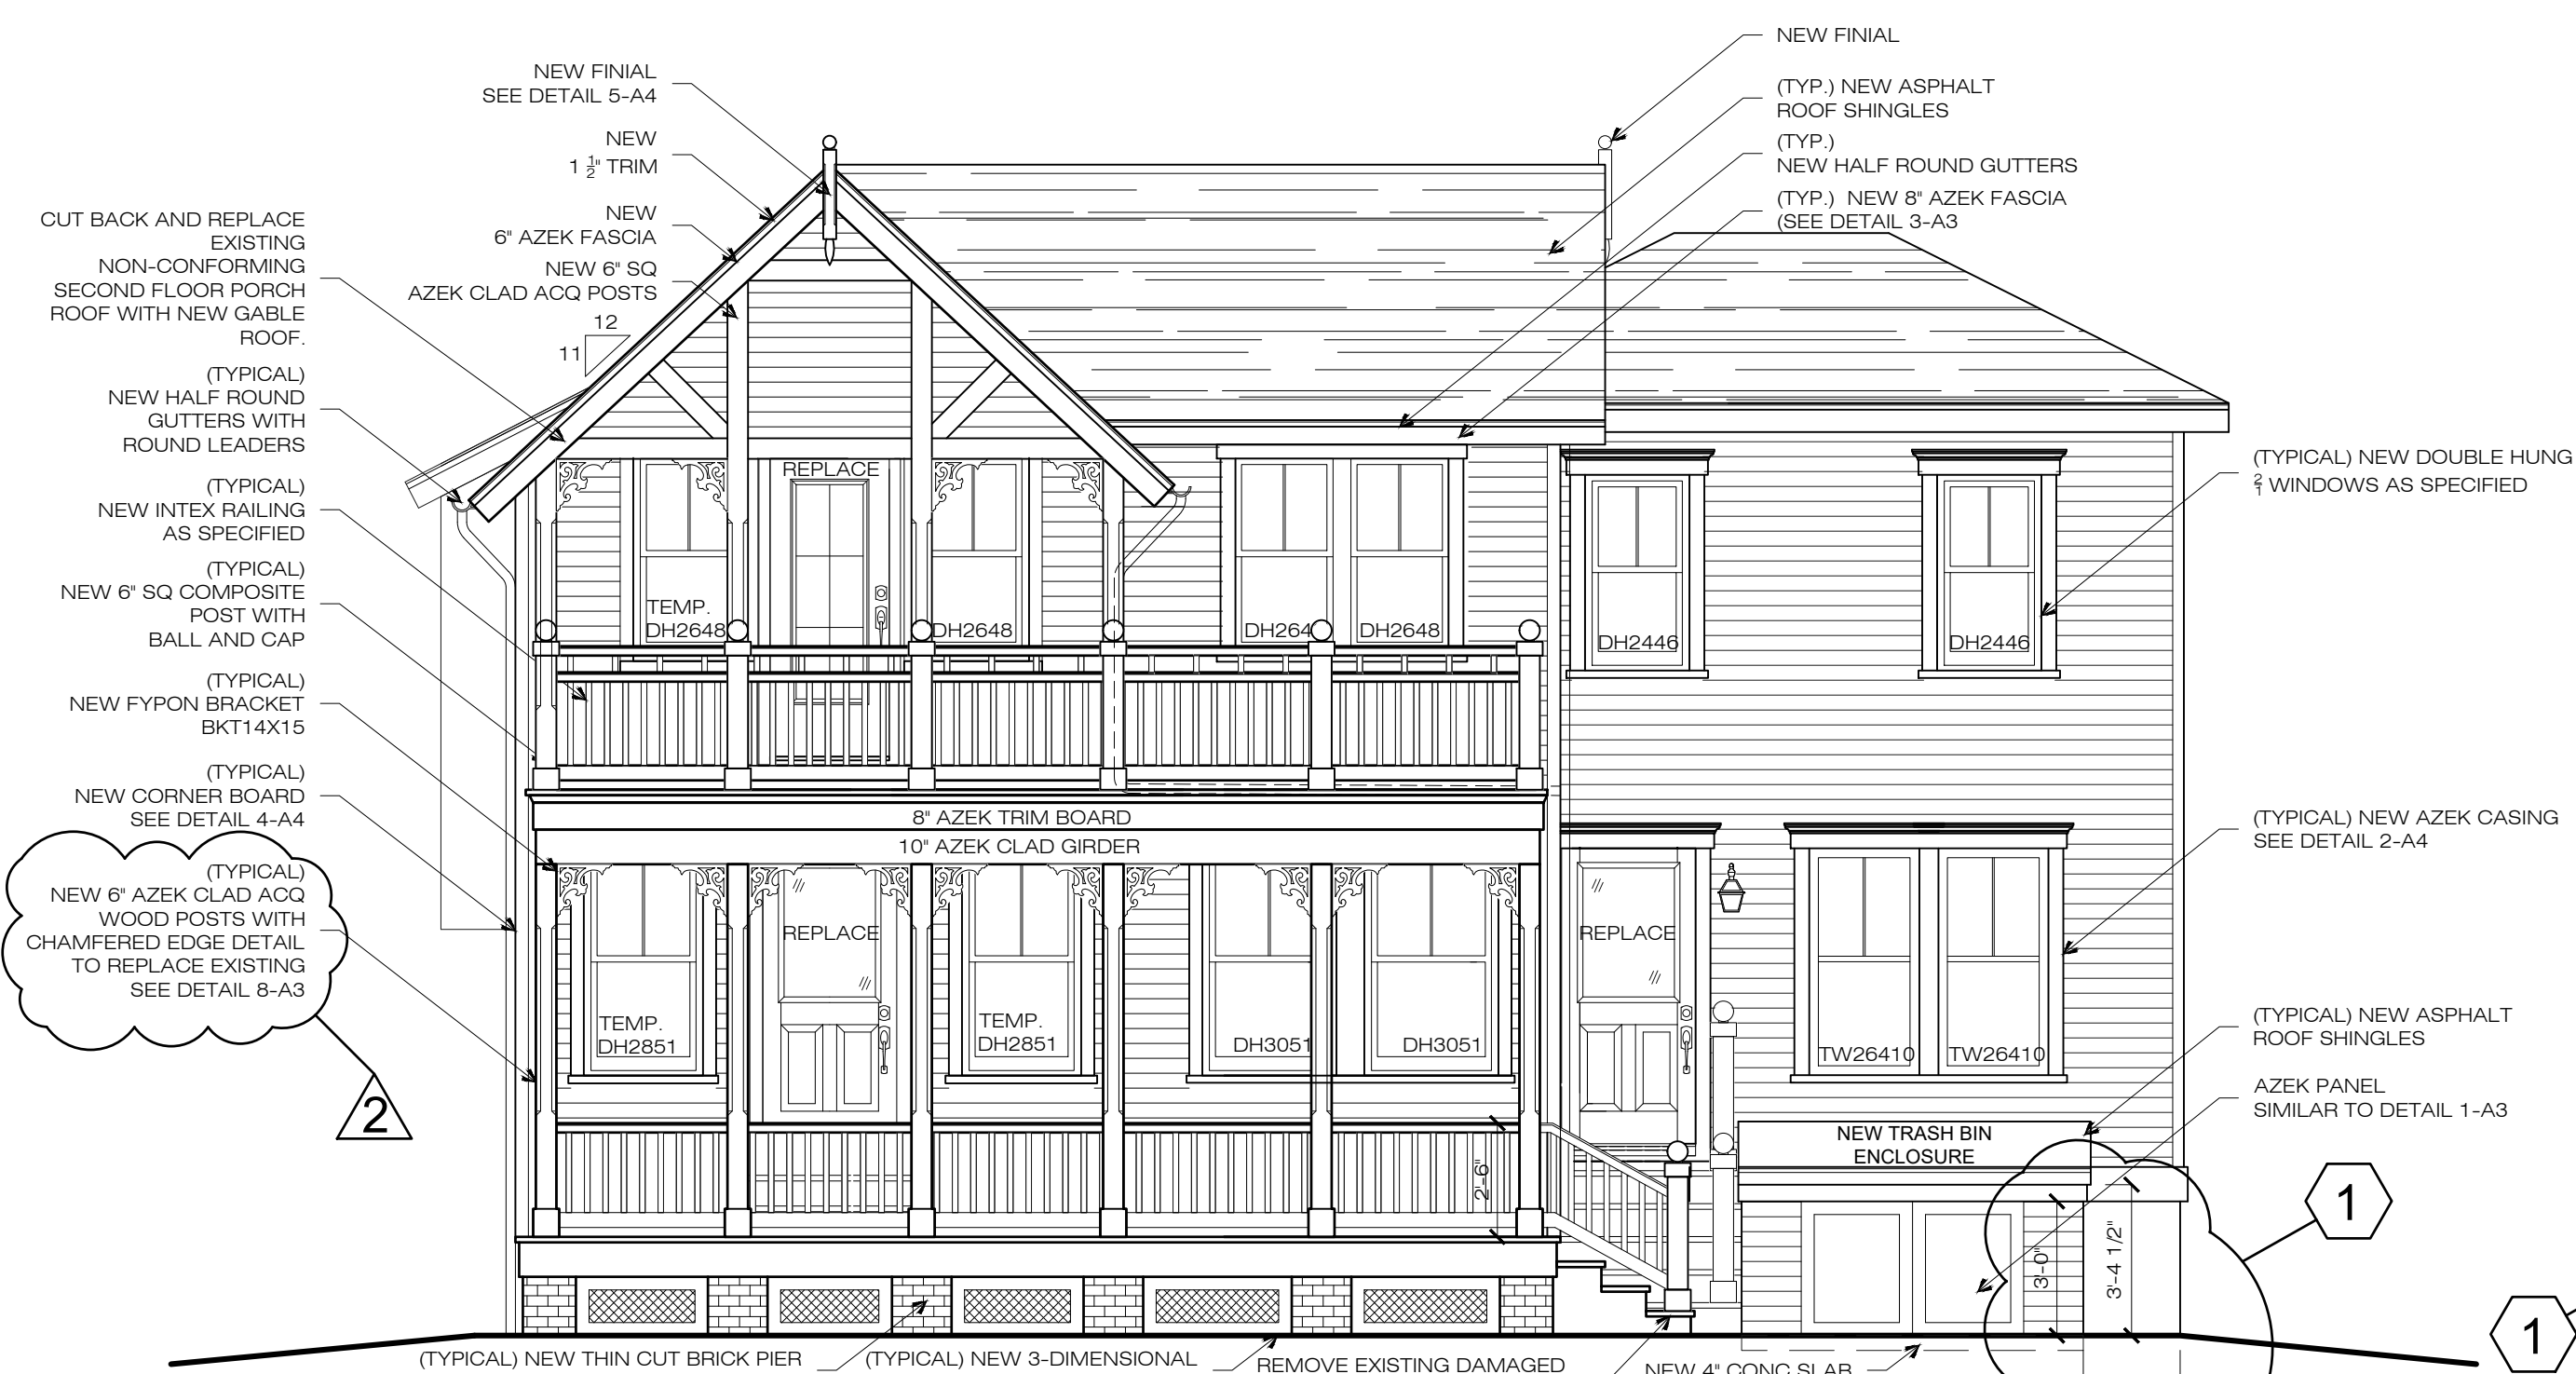 NEW FINIAL
SEE DETAIL 5-A4
NEW
1 1/2" TRIM
NEW
6" AZEK FASCIA
NEW 6" SQ
AZEK CLAD ACQ POSTS
12
11
CUT BACK AND REPLACE
EXISTING
NON-CONFORMING
SECOND FLOOR PORCH
ROOF WITH NEW GABLE
ROOF.
(TYPICAL)
NEW HALF ROUND
GUTTERS WITH
ROUND LEADERS
(TYPICAL)
NEW INTEX RAILING
AS SPECIFIED
(TYPICAL)
NEW 6" SQ COMPOSITE
POST WITH
BALL AND CAP
(TYPICAL)
NEW FYPON BRACKET
BKT14X15
(TYPICAL)
NEW CORNER BOARD
SEE DETAIL 4-A4
(TYPICAL)
NEW 6" AZEK CLAD ACQ
WOOD POSTS WITH
CHAMFERED EDGE DETAIL
TO REPLACE EXISTING
SEE DETAIL 8-A3
2
NEW FINIAL
(TYP.) NEW ASPHALT
ROOF SHINGLES
(TYP.)
NEW HALF ROUND GUTTERS
(TYP.) NEW 8" AZEK FASCIA
(SEE DETAIL 3-A3
(TYPICAL) NEW DOUBLE HUNG
2/1 WINDOWS AS SPECIFIED
(TYPICAL) NEW AZEK CASING
SEE DETAIL 2-A4
(TYPICAL) NEW ASPHALT
ROOF SHINGLES
AZEK PANEL
SIMILAR TO DETAIL 1-A3
REPLACE
TEMP.
DH2648
DH2648
DH264
DH2648
DH2446
DH2446
8" AZEK TRIM BOARD
10" AZEK CLAD GIRDER
REPLACE
REPLACE
TEMP.
DH2851
TEMP.
DH2851
DH3051
DH3051
TW26410
TW26410
NEW TRASH BIN
ENCLOSURE
2'-6"
3'-0"
3'-4 1/2"
1
1
(TYPICAL) NEW THIN CUT BRICK PIER
(TYPICAL) NEW 3-DIMENSIONAL
REMOVE EXISTING DAMAGED
NEW 4" CONC SLAB